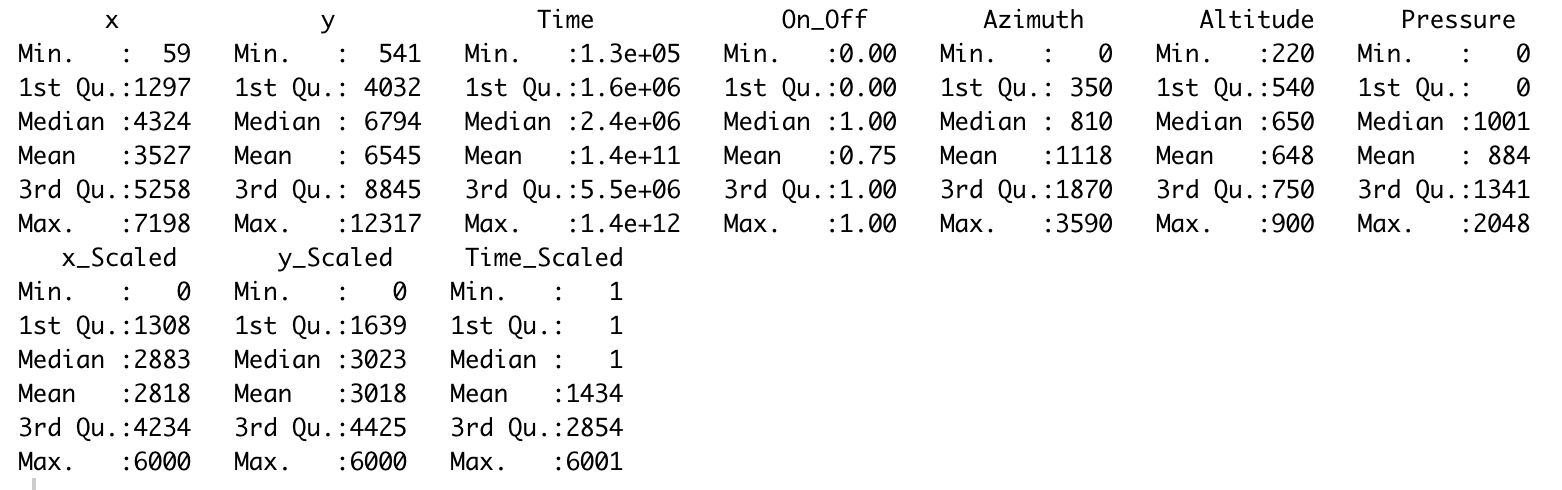 x y Time On_Off Azimuth Altitude Pressure
Min. : 59 Min. : 541 Min. :1.3e+05 Min. :0.00 Min. : 0 Min. :220 Min. : 0
1st Qu.:1297 1st Qu.: 4032 1st Qu.:1.6e+06 1st Qu.:0.00 1st Qu.: 350 1st Qu.:540 1st Qu.: 0
Median :4324 Median : 6794 Median :2.4e+06 Median :1.00 Median : 810 Median :650 Median :1001
Mean :3527 Mean : 6545 Mean :1.4e+11 Mean :0.75 Mean :1118 Mean :648 Mean : 884
3rd Qu.:5258 3rd Qu.: 8845 3rd Qu.:5.5e+06 3rd Qu.:1.00 3rd Qu.:1870 3rd Qu.:750 3rd Qu.:1341
Max. :7198 Max. :12317 Max. :1.4e+12 Max. :1.00 Max. :3590 Max. :900 Max. :2048
x_Scaled y_Scaled Time_Scaled
Min. : 0 Min. : 0 Min. : 1
1st Qu.:1308 1st Qu.:1639 1st Qu.: 1
Median :2883 Median :3023 Median : 1
Mean :2818 Mean :3018 Mean :1434
3rd Qu.:4234 3rd Qu.:4425 3rd Qu.:2854
Max. :6000 Max. :6000 Max. :6001